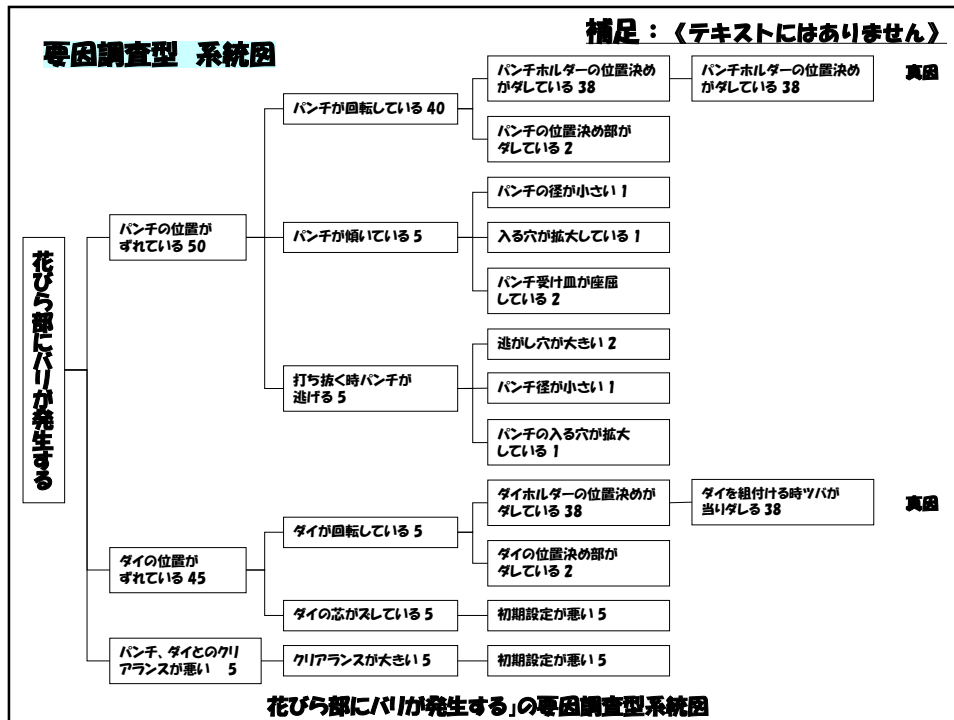 補足：《テキストにはありません》
要因調査型 系統図
花びら部にバリが発生する
パンチの位置が
ずれている 50
パンチが回転している 40
パンチホルダーの位置決め
がダレている 38
パンチホルダーの位置決め
がダレている 38
真因
パンチの位置決め部が
ダレている 2
パンチが傾いている 5
パンチの径が小さい 1
入る穴が拡大している 1
パンチ受け皿が座屈
している 2
打ち抜く時パンチが
逃げる 5
逃がし穴が大きい 2
パンチ径が小さい 1
パンチの入る穴が拡大
している 1
ダイの位置が
ずれている 45
ダイが回転している 5
ダイホルダーの位置決めが
ダレている 38
ダイを組付ける時ツバが
当りダレる 38
真因
ダイの位置決め部が
ダレている 2
ダイの芯がズレている 5
初期設定が悪い 5
パンチ、ダイとのクリ
アランスが悪い 5
クリアランスが大きい 5
初期設定が悪い 5
花びら部にバリが発生する」の要因調査型系統図